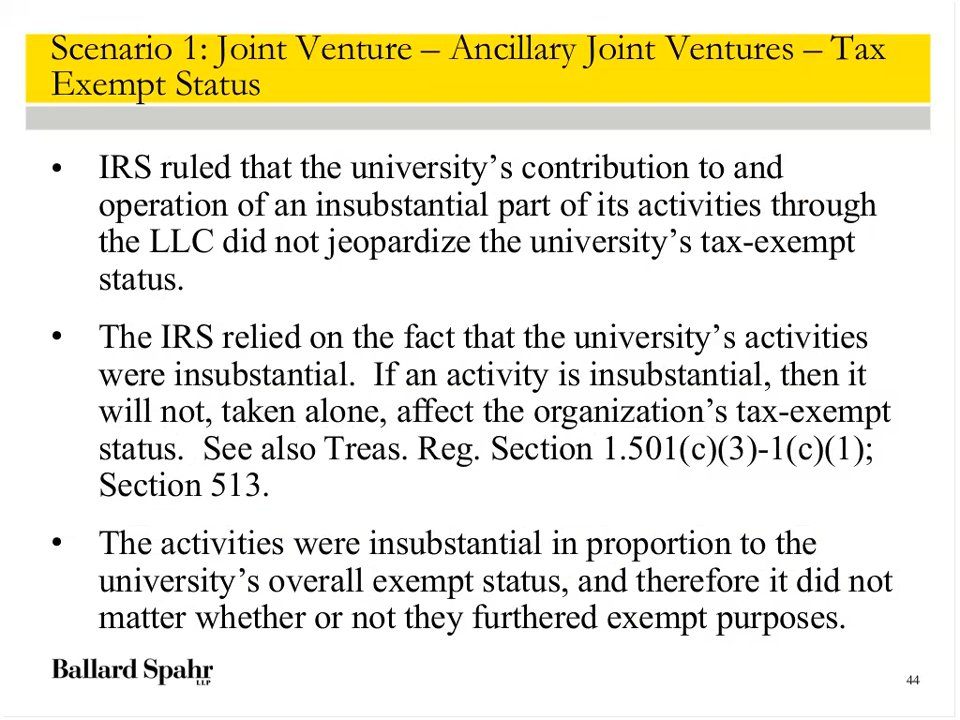 Scenario 1: Joint Venture – Ancillary Joint Ventures – Tax
Exempt Status
• IRS ruled that the university’s contribution to and
operation of an insubstantial part of its activities through
the LLC did not jeopardize the university’s tax-exempt
status.
• The IRS relied on the fact that the university’s activities
were insubstantial.  If an activity is insubstantial, then it
will not, taken alone, affect the organization’s tax-exempt
status.  See also Treas. Reg. Section 1.501(c)(3)-1(c)(1);
Section 513.
• The activities were insubstantial in proportion to the
university’s overall exempt status, and therefore it did not
matter whether or not they furthered exempt purposes.
Ballard Spahr
LLP
44